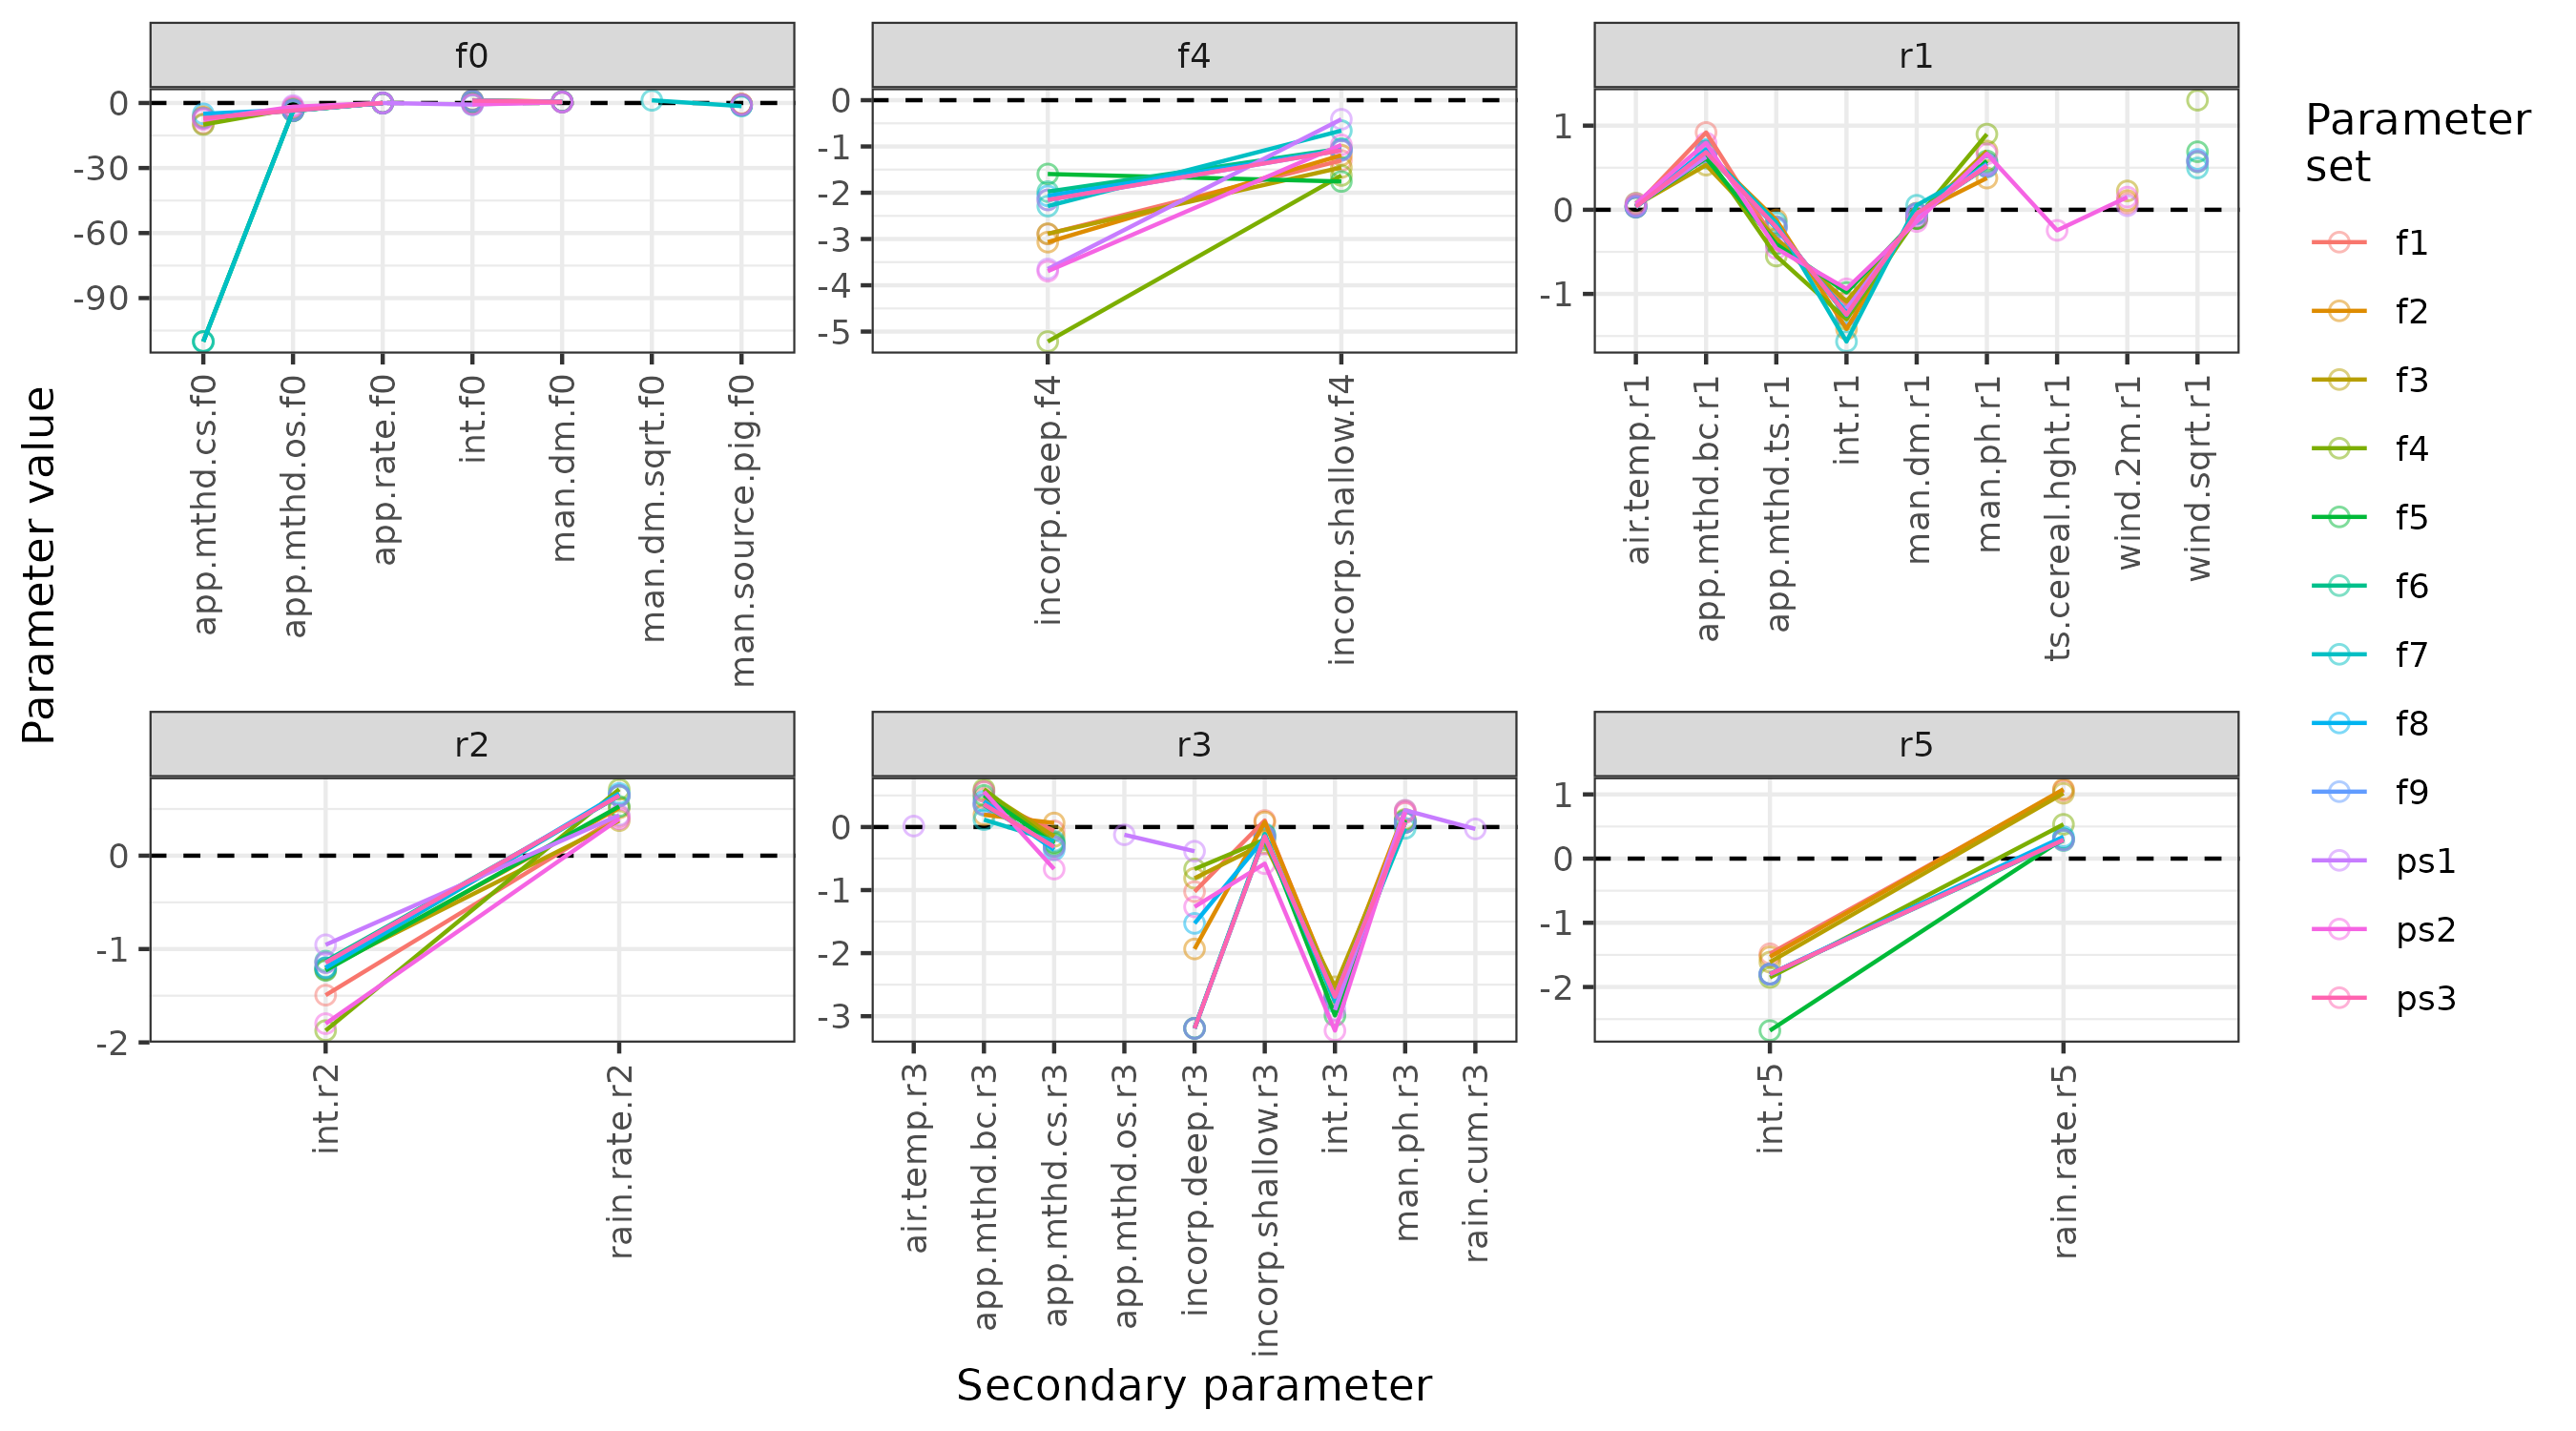 f0
f4
r1
0
-30
-60
-90
0
-1
-2
-3
-4
-5
1
0
-1
app.mthd.cs.f0
app.mthd.os.f0
app.rate.f0
int.f0
man.dm.f0
man.dm.sqrt.f0
man.source.pig.f0
incorp.deep.f4
incorp.shallow.f4
air.temp.r1
app.mthd.bc.r1
app.mthd.ts.r1
int.r1
man.dm.r1
man.ph.r1
ts.cereal.hght.r1
wind.2m.r1
wind.sqrt.r1
Parameter value
r2
r3
r5
0
-1
-2
0
-1
-2
-3
1
0
-1
-2
int.r2
rain.rate.r2
air.temp.r3
app.mthd.bc.r3
app.mthd.cs.r3
app.mthd.os.r3
incorp.deep.r3
incorp.shallow.r3
int.r3
man.ph.r3
rain.cum.r3
int.r5
rain.rate.r5
Secondary parameter
Parameter
set
f1
f2
f3
f4
f5
f6
f7
f8
f9
ps1
ps2
ps3